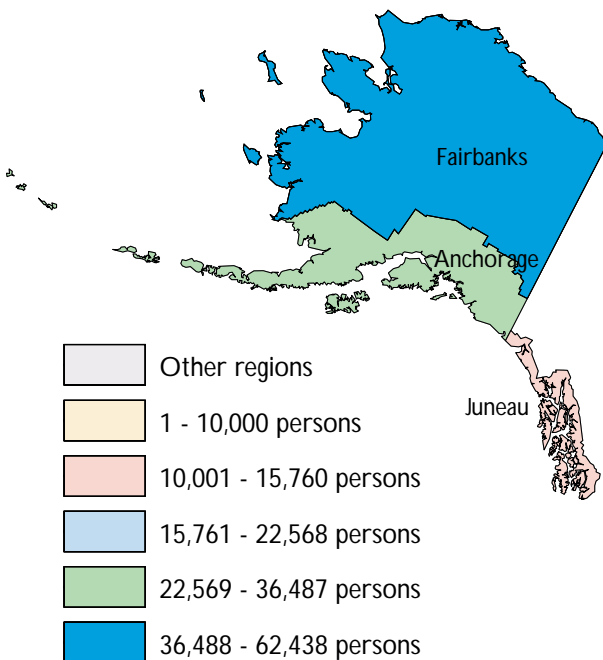 Fairbanks
Anchorage
Juneau
Other regions
1 - 10,000 persons
10,001 - 15,760 persons
15,761 - 22,568 persons
22,569 - 36,487 persons
36,488 - 62,438 persons